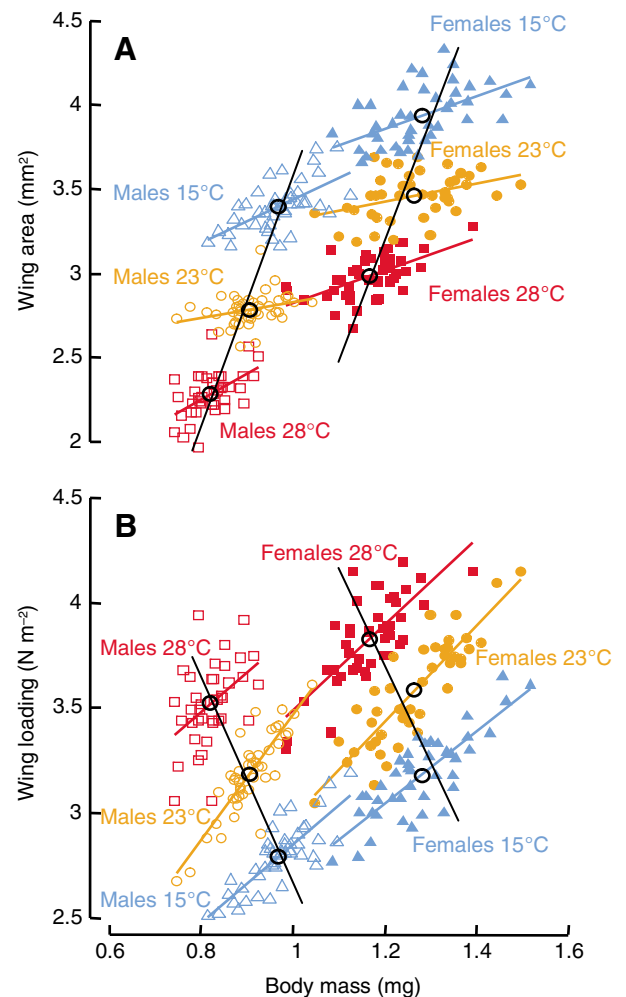 A
4.5
4
3.5
3
2.5
2
Wing area (mm²)
Females 15°C
Females 23°C
Females 28°C
Males 15°C
Males 23°C
Males 28°C
B
4.5
4
3.5
3
2.5
Wing loading (N m⁻²)
Females 28°C
Females 23°C
Females 15°C
Males 28°C
Males 23°C
Males 15°C
0.6 0.8 1 1.2 1.4 1.6
Body mass (mg)